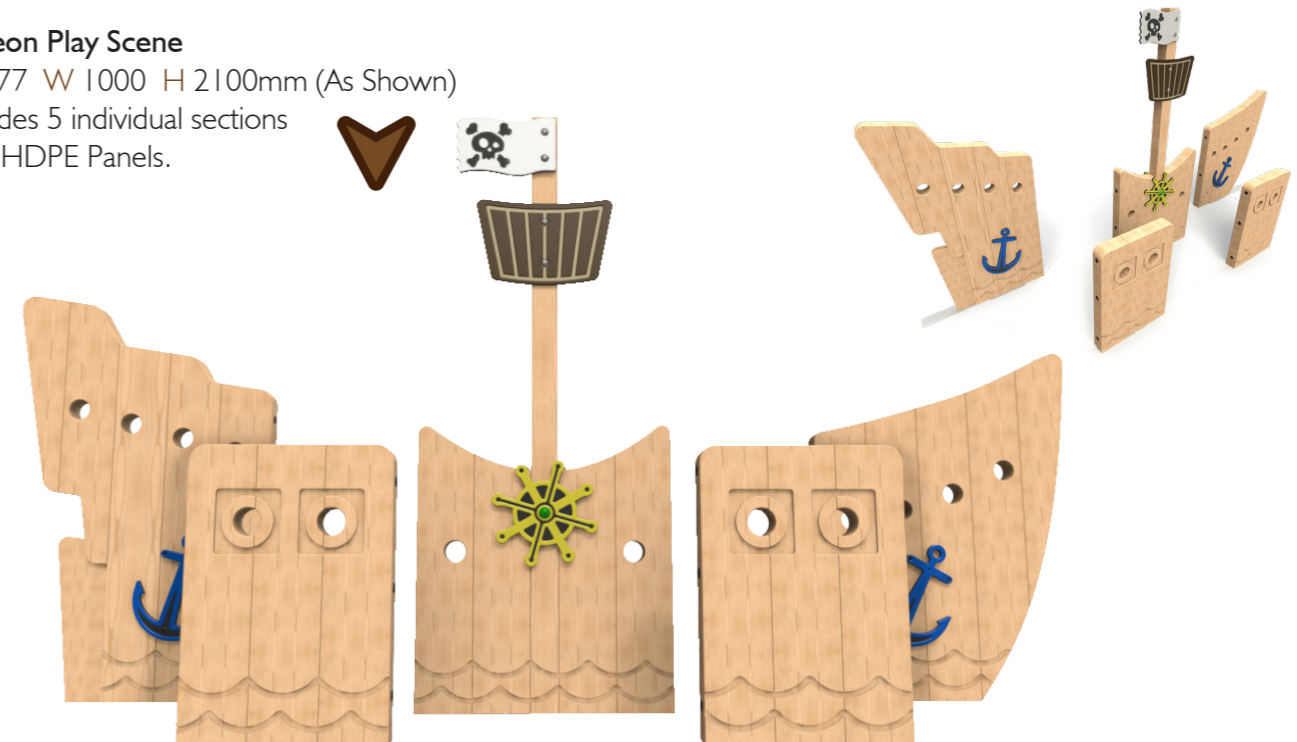 eon Play Scene
77 W 1000 H 2100mm (As Shown)
des 5 individual sections
HDPE Panels.